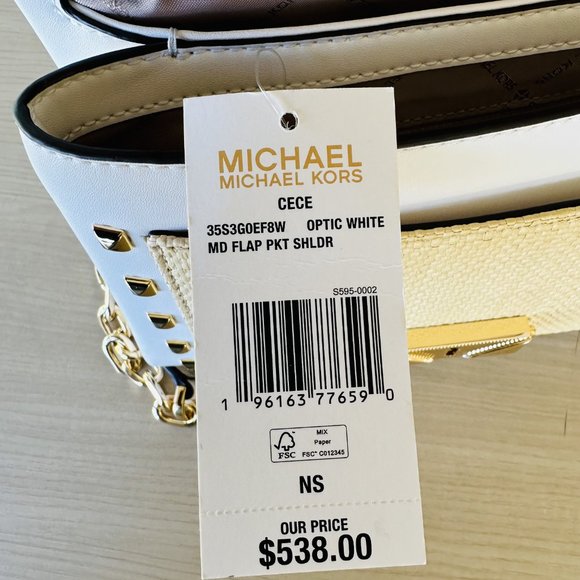 MICHAEL
MICHAEL KORS
CECE
35S3G0EF8W OPTIC WHITE
MD FLAP PKT SHLDR
S595-0002
1 96163 77659 0
FSC
MIX
Paper
FSC® C012345
NS
OUR PRICE
$538.00